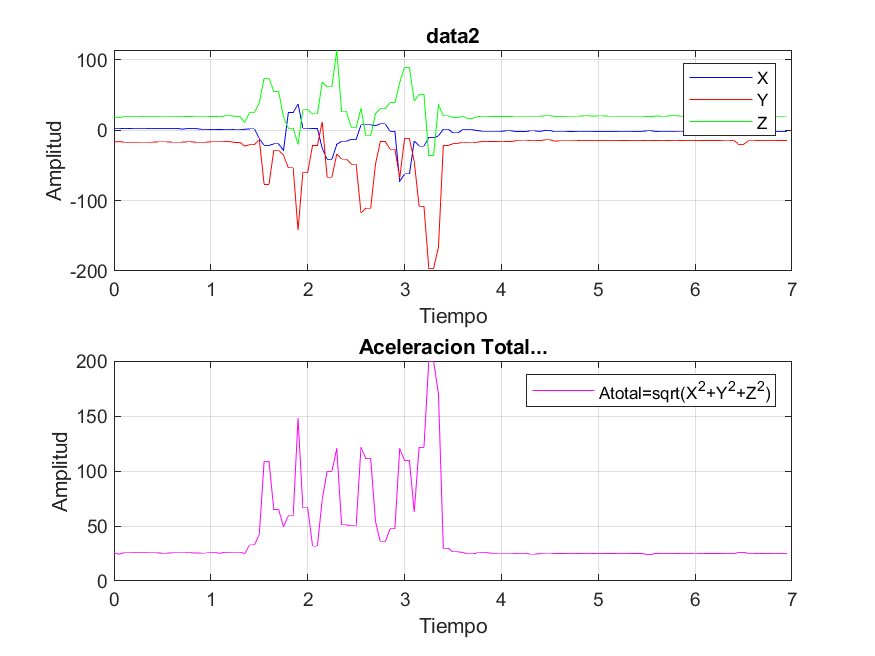 data2
100
0
-100
-200
Amplitud
X
Y
Z
0 1 2 3 4 5 6 7
Tiempo
Aceleracion Total...
200
150
100
50
0
Amplitud
Atotal=sqrt(X²+Y²+Z²)
0 1 2 3 4 5 6 7
Tiempo